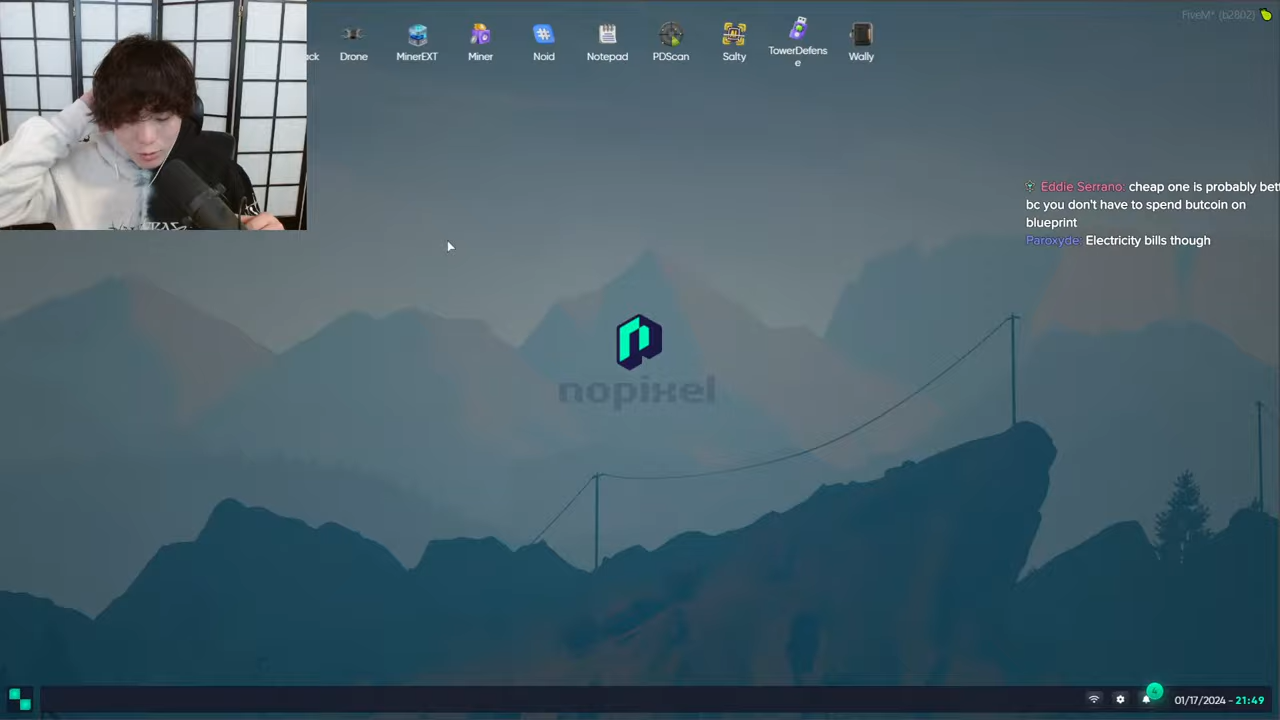 FiveM* (b2802)
ck
Drone
MinerEXT
Miner
Noid
Notepad
PDScan
Salty
TowerDefens
e
Wally
Eddie Serrano: cheap one is probably bet
bc you don't have to spend butcoin on
blueprint
Paroxyde: Electricity bills though
nopixel
01/17/2024 - 21:49